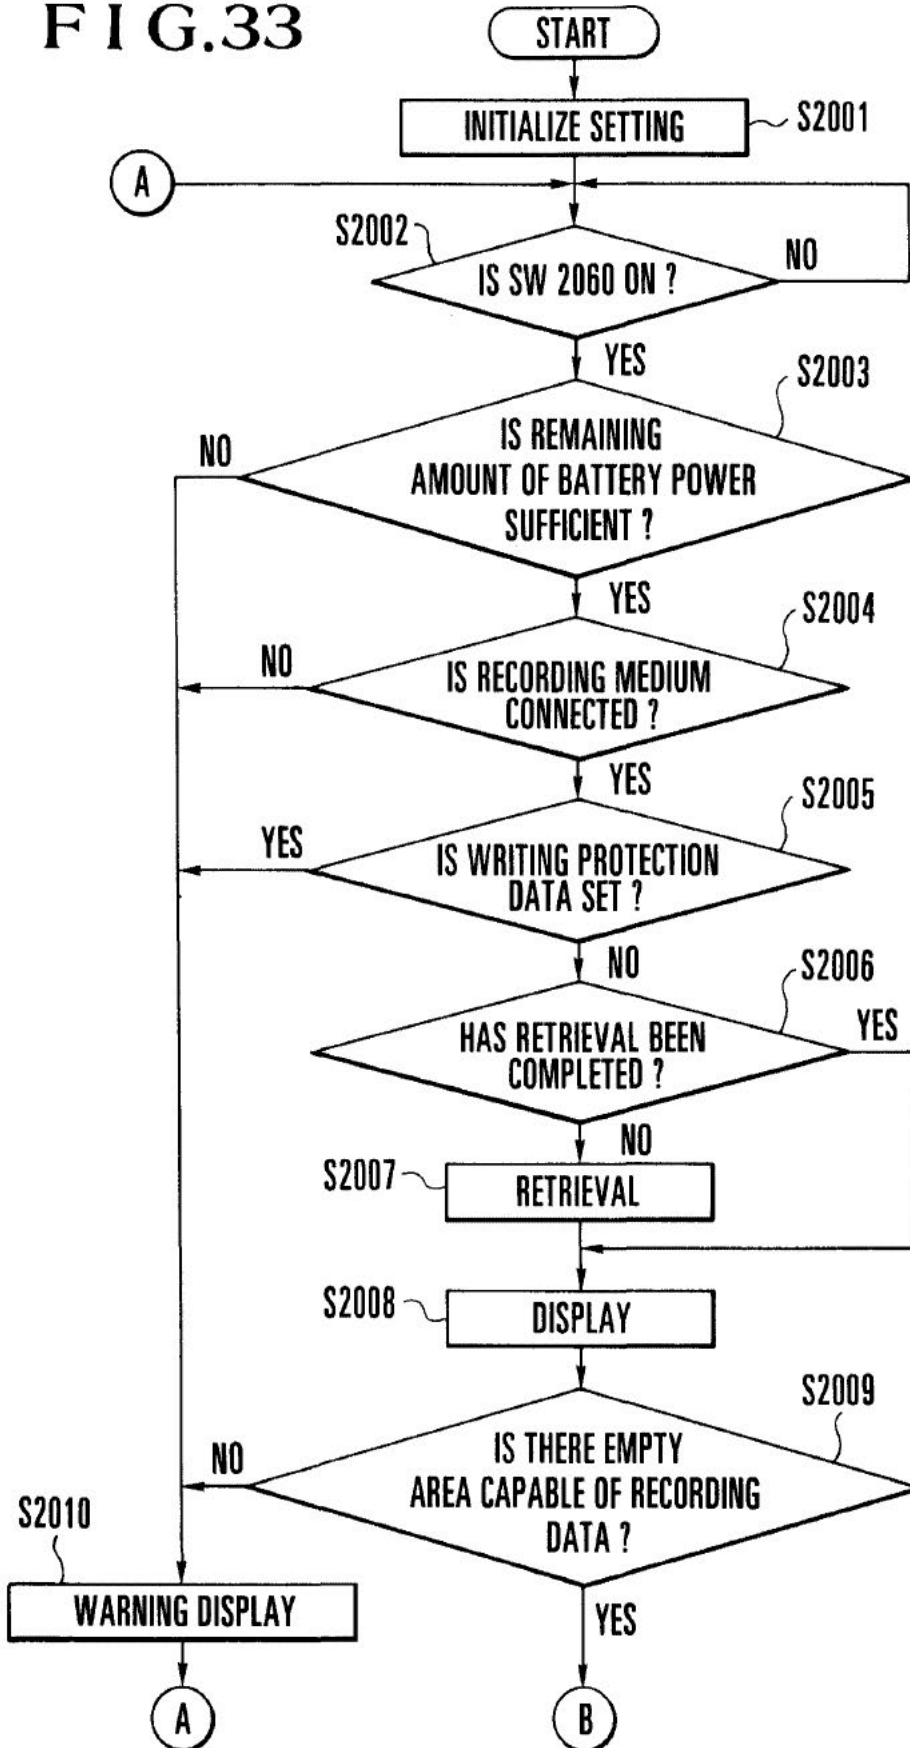 FIG.33
START
INITIALIZE SETTING
S2001
A
S2002
IS SW 2060 ON ?
NO
YES
S2003
IS REMAINING
AMOUNT OF BATTERY POWER
SUFFICIENT ?
NO
YES
S2004
IS RECORDING MEDIUM
CONNECTED ?
NO
YES
S2005
IS WRITING PROTECTION
DATA SET ?
YES
NO
S2006
HAS RETRIEVAL BEEN
COMPLETED ?
YES
NO
S2007
RETRIEVAL
S2008
DISPLAY
S2009
IS THERE EMPTY
AREA CAPABLE OF RECORDING
DATA ?
NO
YES
S2010
WARNING DISPLAY
A
B